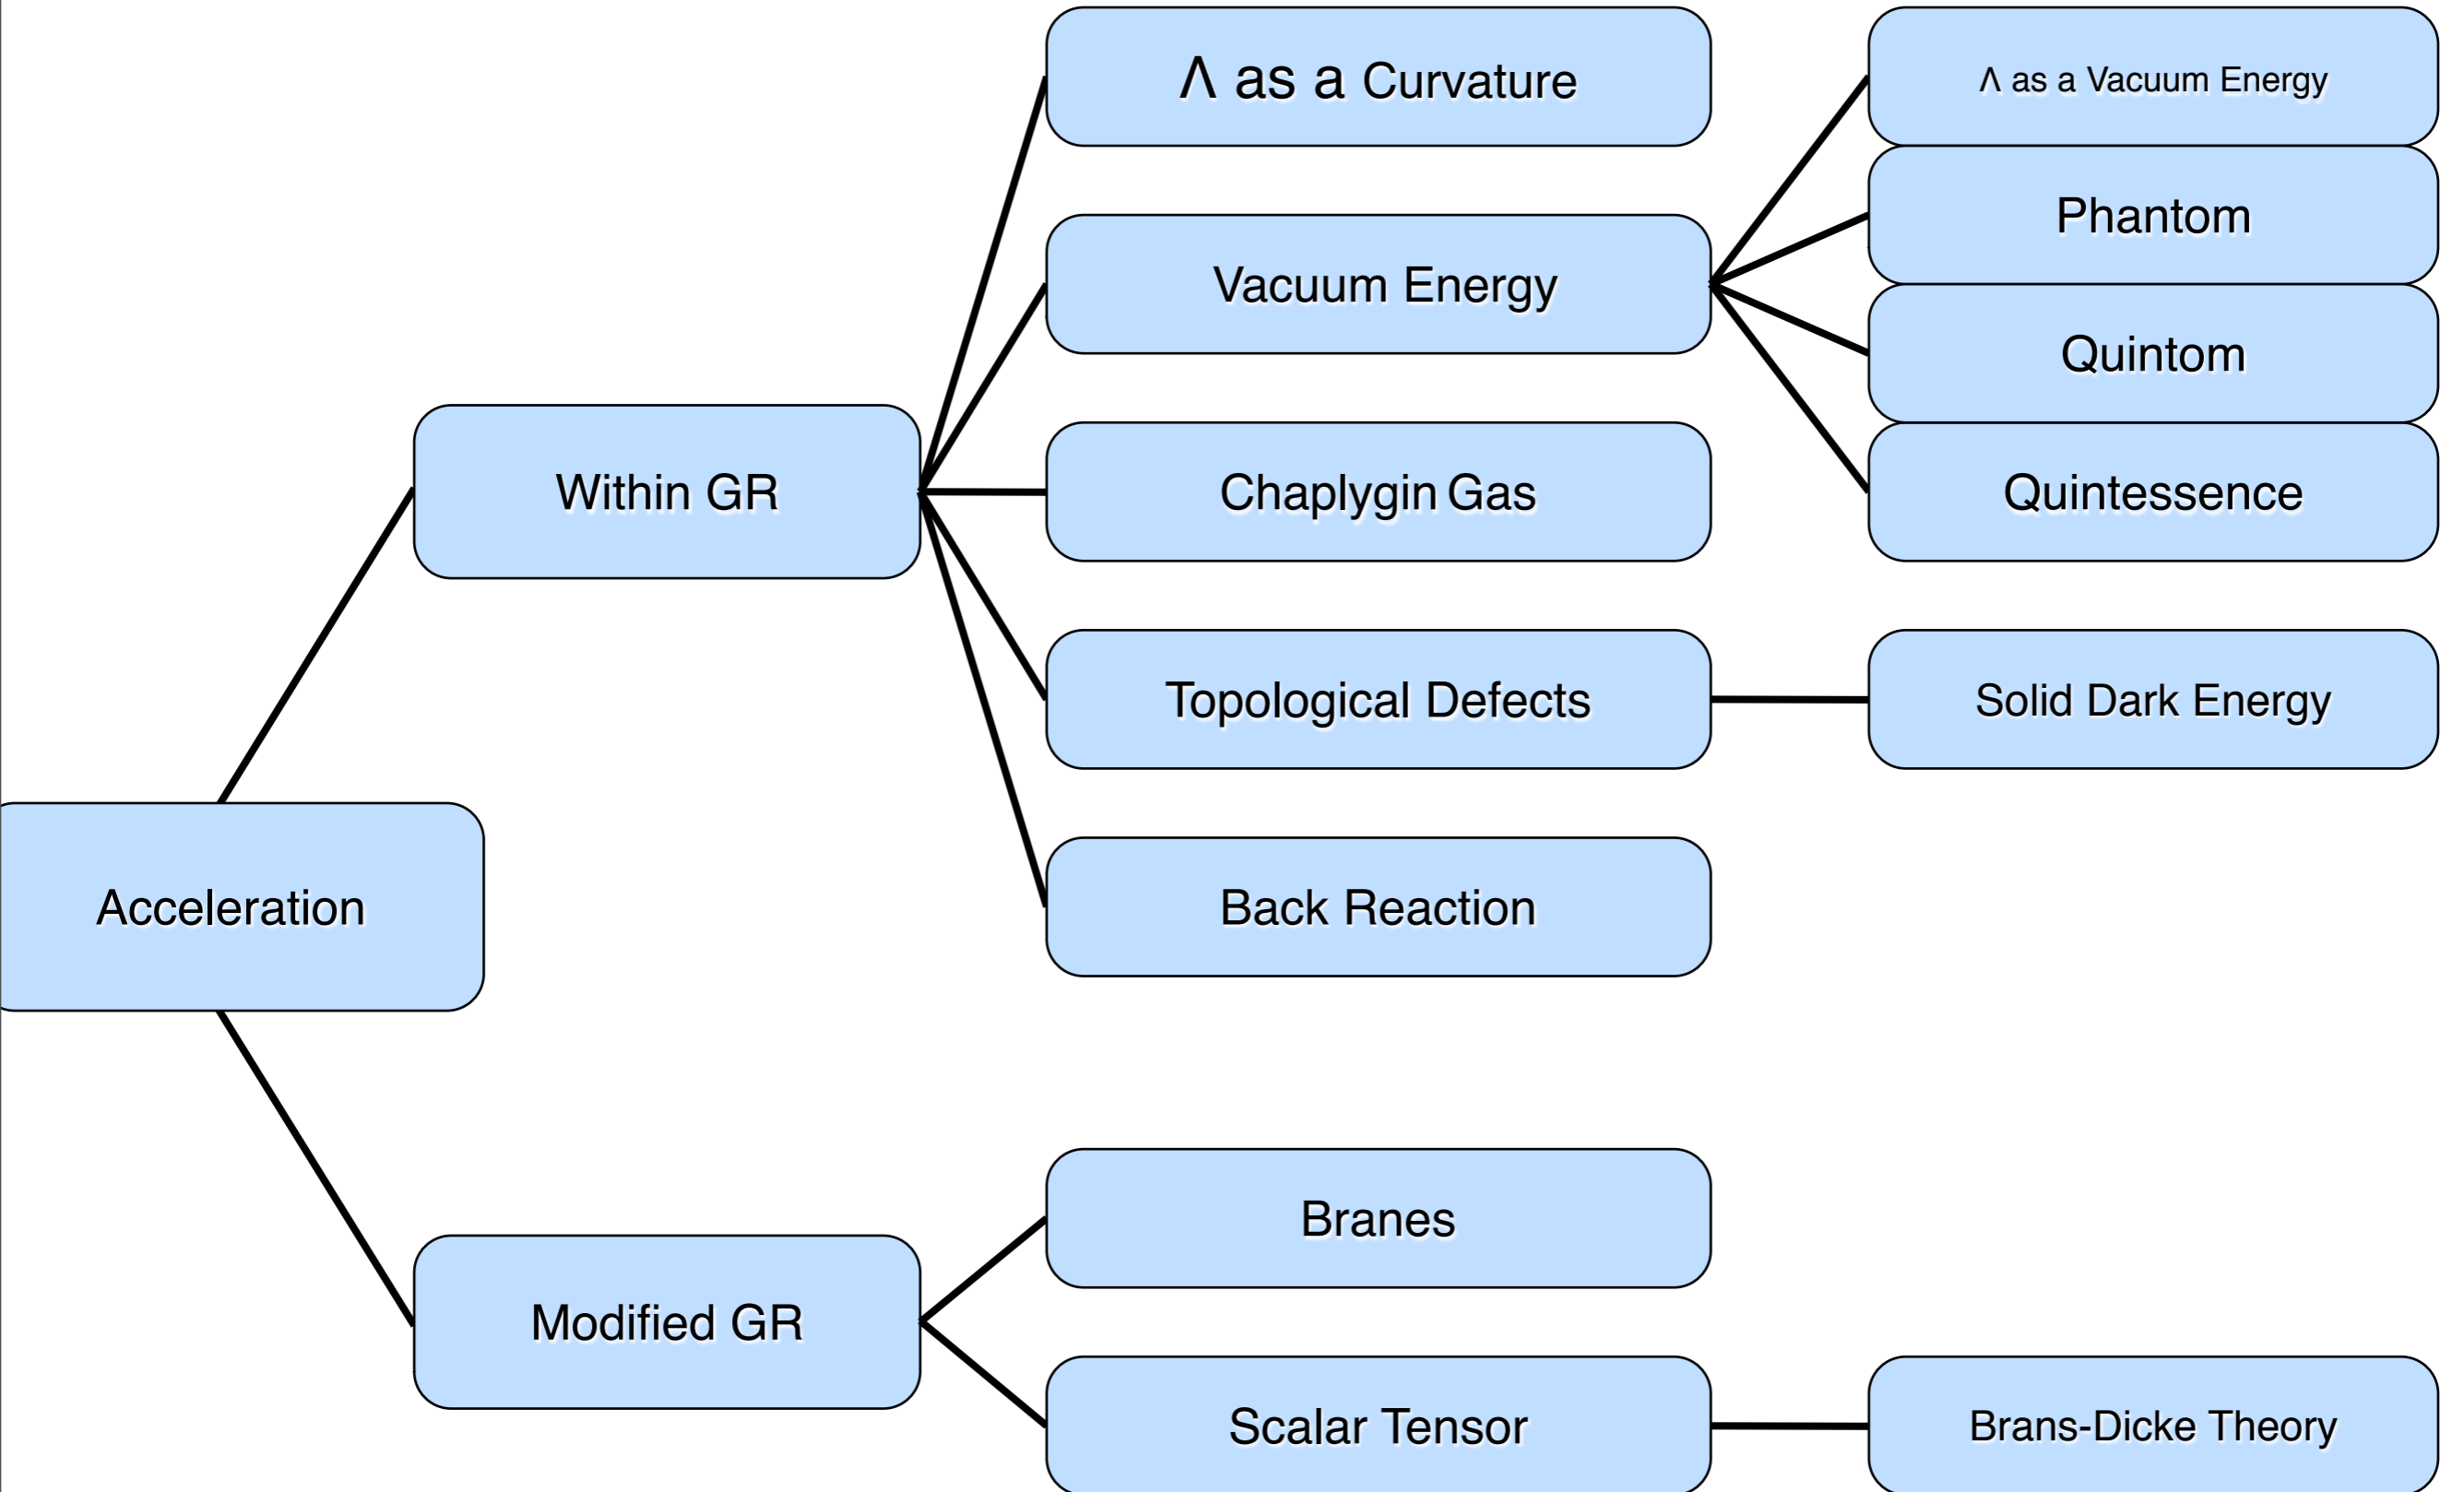 Λ as a Curvature
Λ as a Vacuum Energy
Phantom
Vacuum Energy
Quintom
Within GR
Chaplygin Gas
Quintessence
Topological Defects
Solid Dark Energy
Acceleration
Back Reaction
Branes
Modified GR
Scalar Tensor
Brans-Dicke Theory